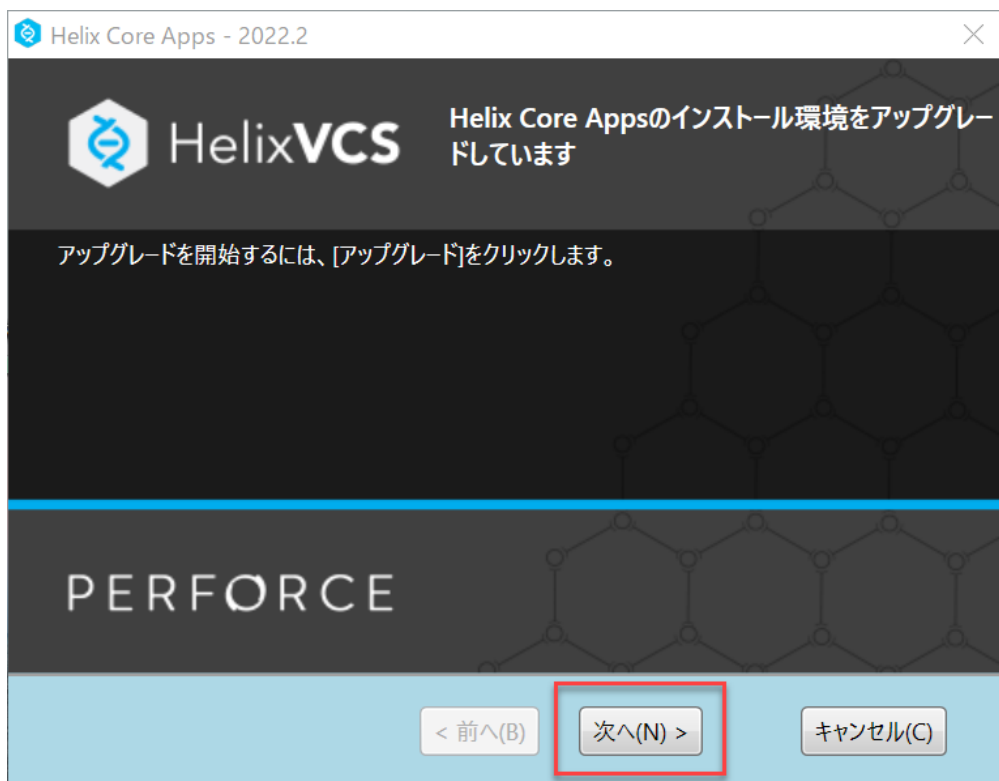 Helix Core Apps - 2022.2
HelixVCS
Helix Core Appsのインストール環境をアップグレー
ドしています
アップグレードを開始するには、[アップグレード]をクリックします。
PERFORCE
< 前へ(B)
次へ(N) >
キャンセル(C)